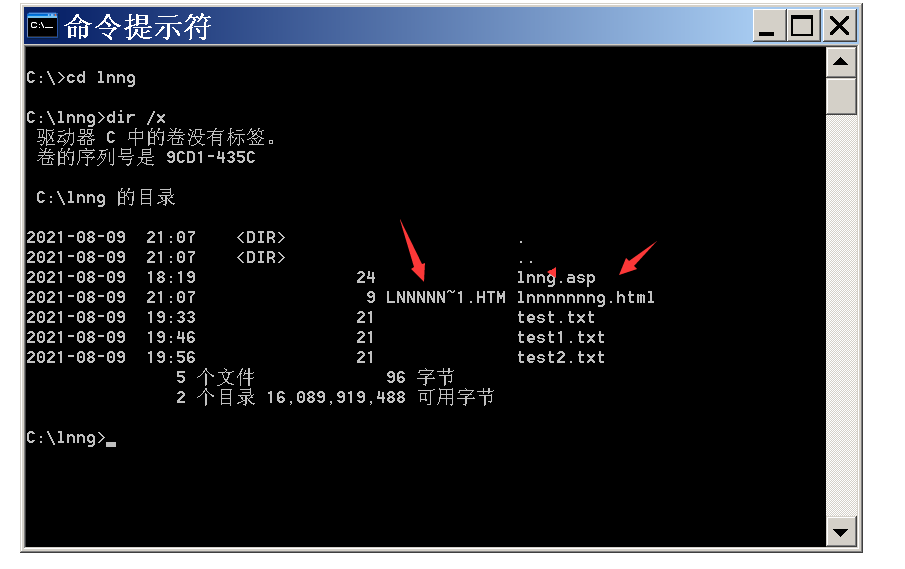 命令提示符
C:\>cd lnng
C:\lnng>dir /x
驱动器 C 中的卷没有标签。
卷的序列号是 9CD1-435C
C:\lnng 的目录
2021-08-09  21:07    <DIR>                       .
2021-08-09  21:07    <DIR>                       ..
2021-08-09  18:19                24              lnng.asp
2021-08-09  21:07                 9 LNNNNN~1.HTM lnnnnnnng.html
2021-08-09  19:33                21              test.txt
2021-08-09  19:46                21              test1.txt
2021-08-09  19:56                21              test2.txt
5 个文件             96 字节
2 个目录 16,089,919,488 可用字节
C:\lnng>_